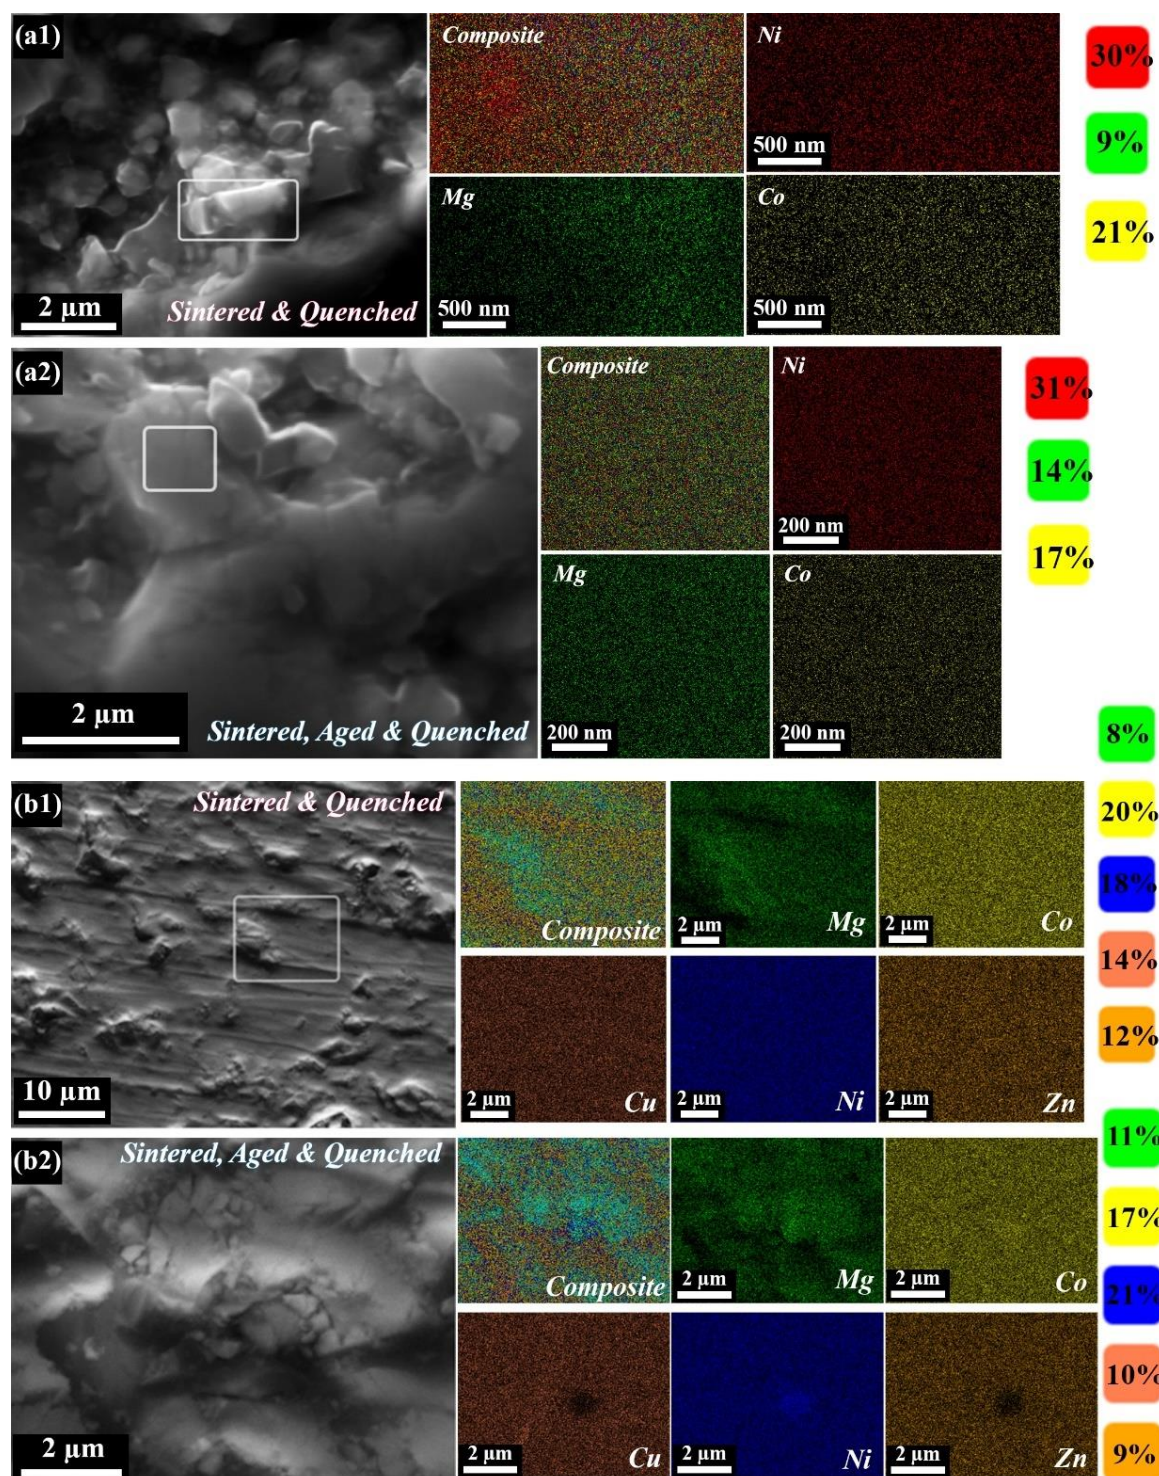 (a1)
Composite
Ni
30%
500 nm
9%
Mg
Co
21%
2 µm
Sintered & Quenched
500 nm
500 nm
(a2)
Composite
Ni
31%
14%
200 nm
17%
Mg
Co
2 µm
Sintered, Aged & Quenched
200 nm
200 nm
8%
(b1)
Sintered & Quenched
20%
18%
Composite
2 µm
Mg
2 µm
Co
14%
12%
10 µm
2 µm
Cu
2 µm
Ni
2 µm
Zn
(b2)
Sintered, Aged & Quenched
11%
17%
Composite
2 µm
Mg
2 µm
Co
21%
10%
2 µm
2 µm
Cu
2 µm
Ni
2 µm
Zn
9%